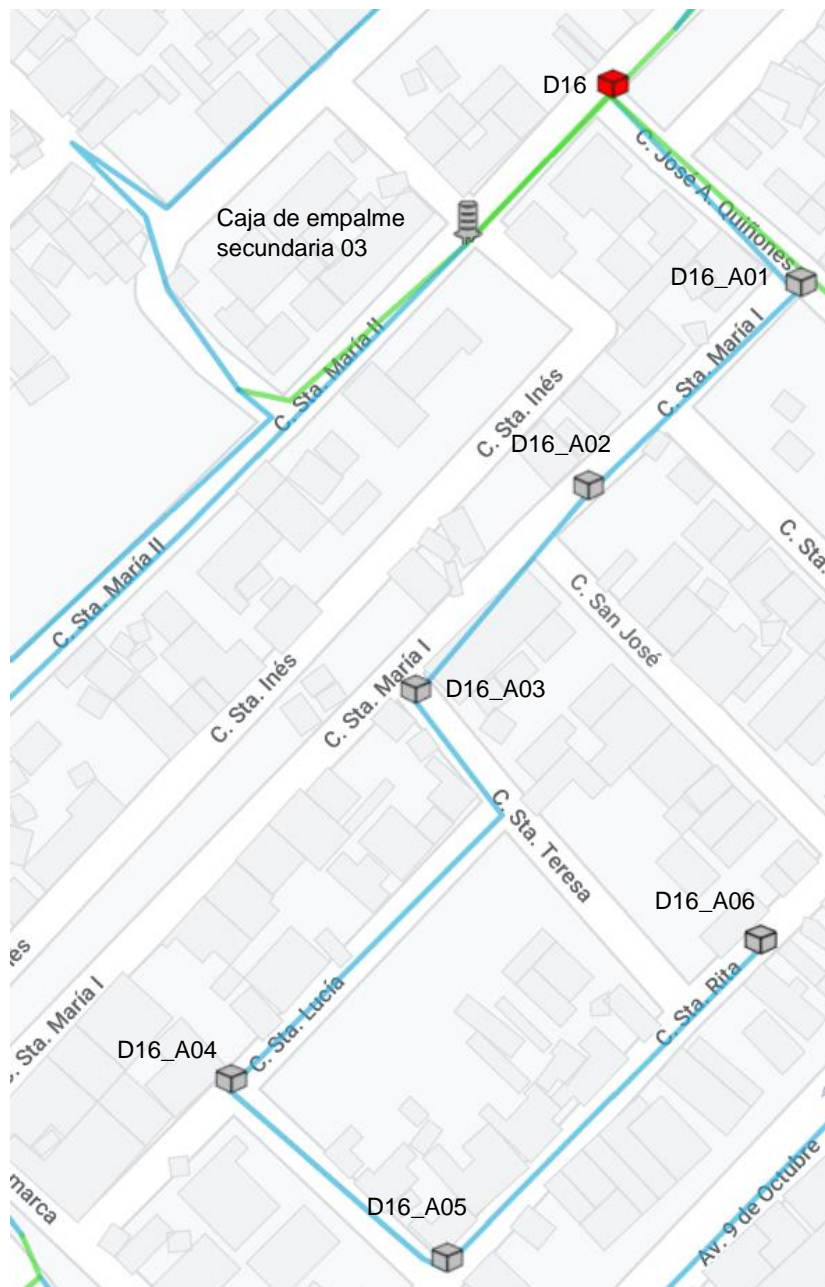 D16
C. José A. Quiñones
Caja de empalme
secundaria 03
D16_A01
C. Sta. María II
C. Sta. María I
C. Sta. Inés
D16_A02
C. Sta.
C. Sta. María II
C. San José
C. Sta. Inés
C. Sta. María I
D16_A03
C. Sta. Teresa
D16_A06
es
C. Sta. María I
C. Sta. Lucía
C. Sta. Rita
D16_A04
marca
D16_A05
Av. 9 de Octubre